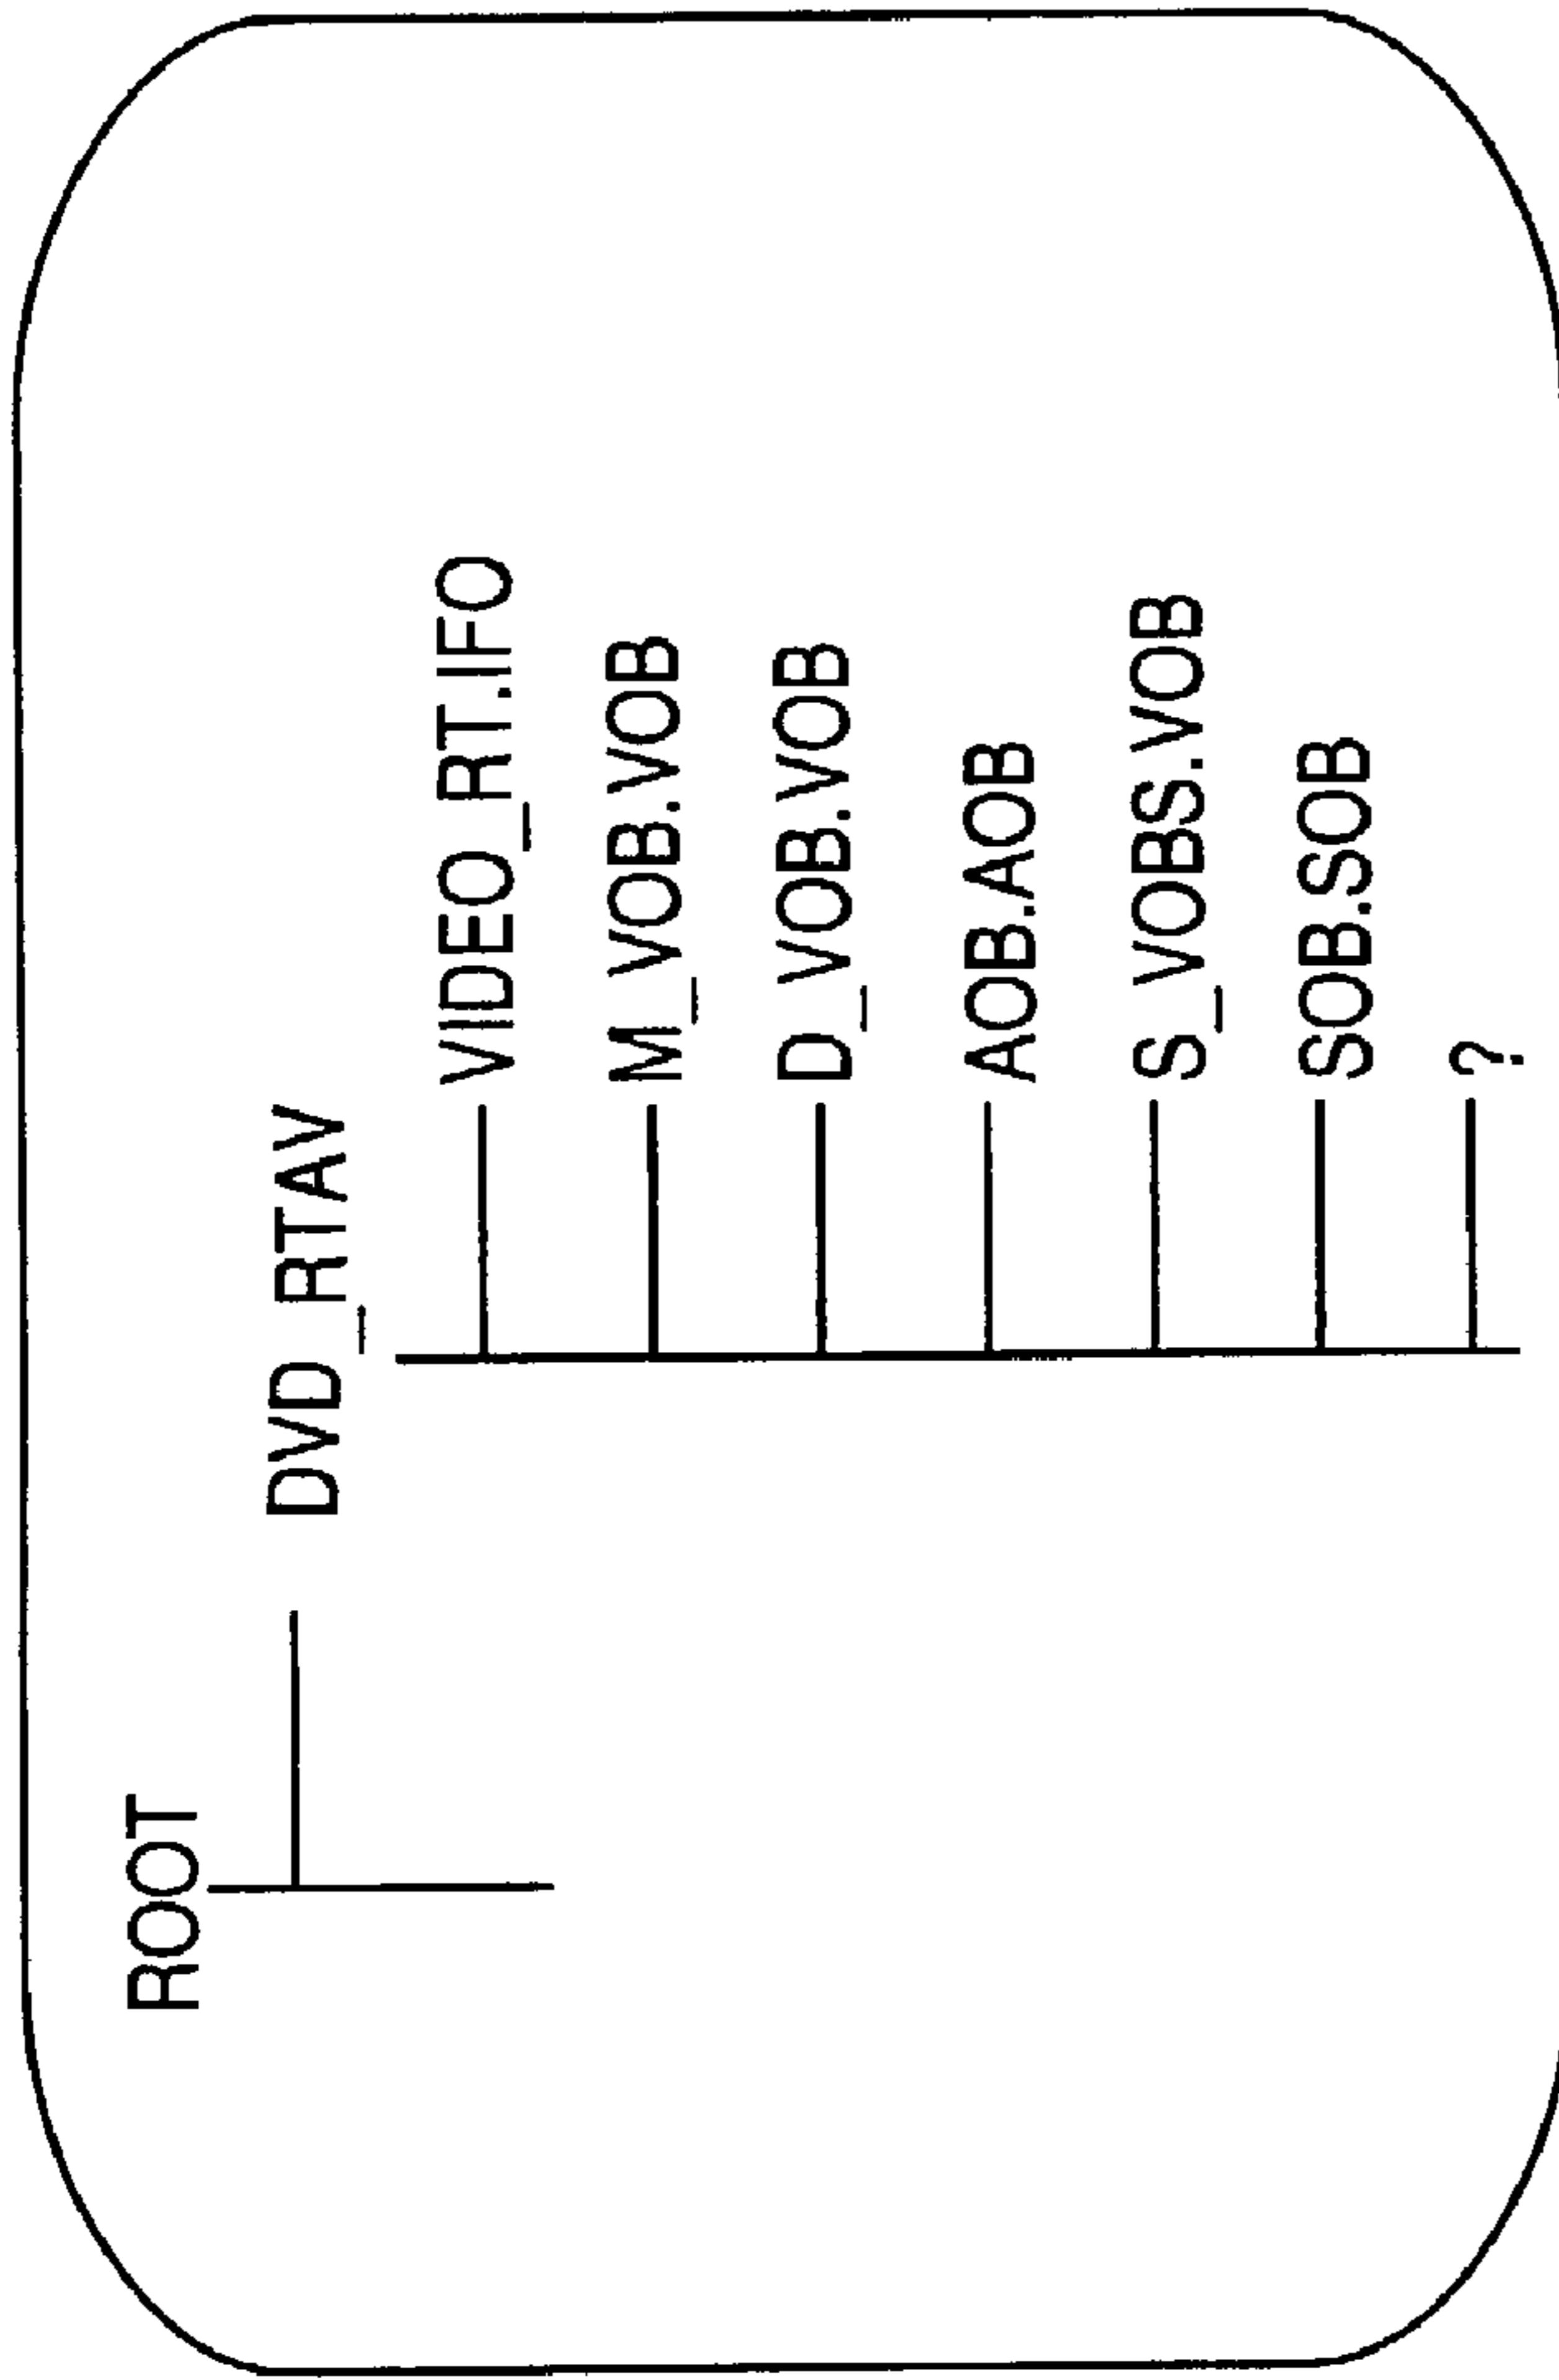 ROOT
DVD_RTAV
VIDEO_RT.IFO
M_VOB.VOB
D_VOB.VOB
AOB.AOB
S_VOBS.VOB
SOB.SOB
?